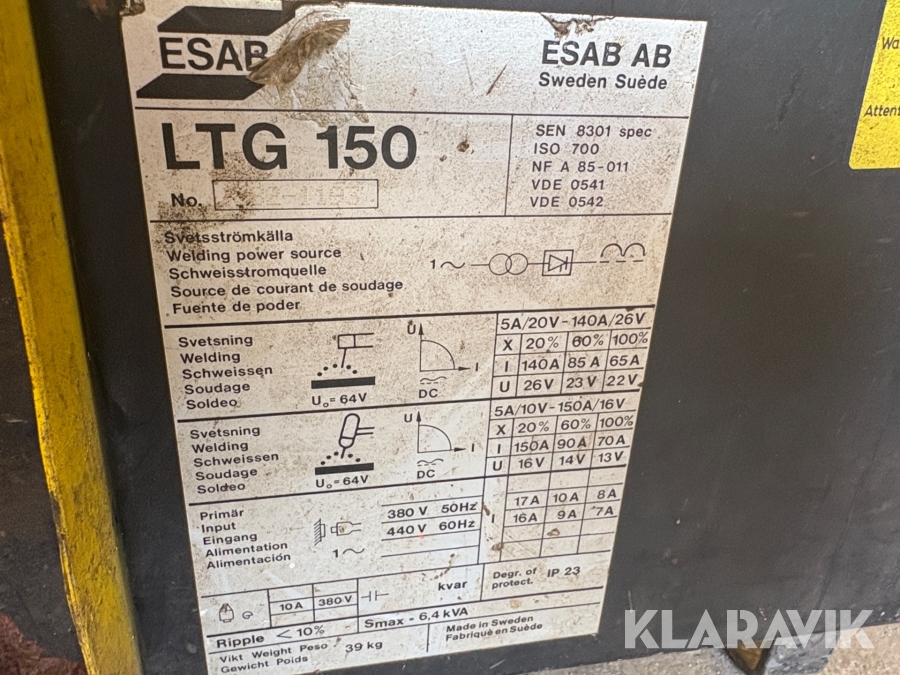 ESAB
ESAB AB
Sweden Suède
LTG 150
No.
SEN 8301 spec
ISO 700
NF A 85-011
VDE 0541
VDE 0542
Svetsströmkälla
Welding power source
Schweisstromquelle
Source de courant de soudage
Fuente de poder
1~
Svetsning
Welding
Schweissen
Soudage
Soldeo
U₀= 64V
U
I
DC
5A/20V-140A/26V
X 20% 60% 100%
I 140A 85A 65A
U 26V 23V 22V
Svetsning
Welding
Schweissen
Soudage
Soldeo
U₀= 64V
U
I
DC
5A/10V-150A/16V
X 20% 60% 100%
I 150A 90A 70A
U 16V 14V 13V
Primär
Input
Eingang
Alimentation
Alimentación
1~
380V 50Hz
440V 60Hz
I
17A 10A 8A
16A 9A 7A
10A 380V
kvar
Degr. of
protect.
IP 23
Ripple < 10%
Smax - 6,4 kVA
Made in Sweden
Fabriqué en Suède
Vikt Weight Peso
Gewicht Poids
39 kg
Wa
Attent
KLARAVIK